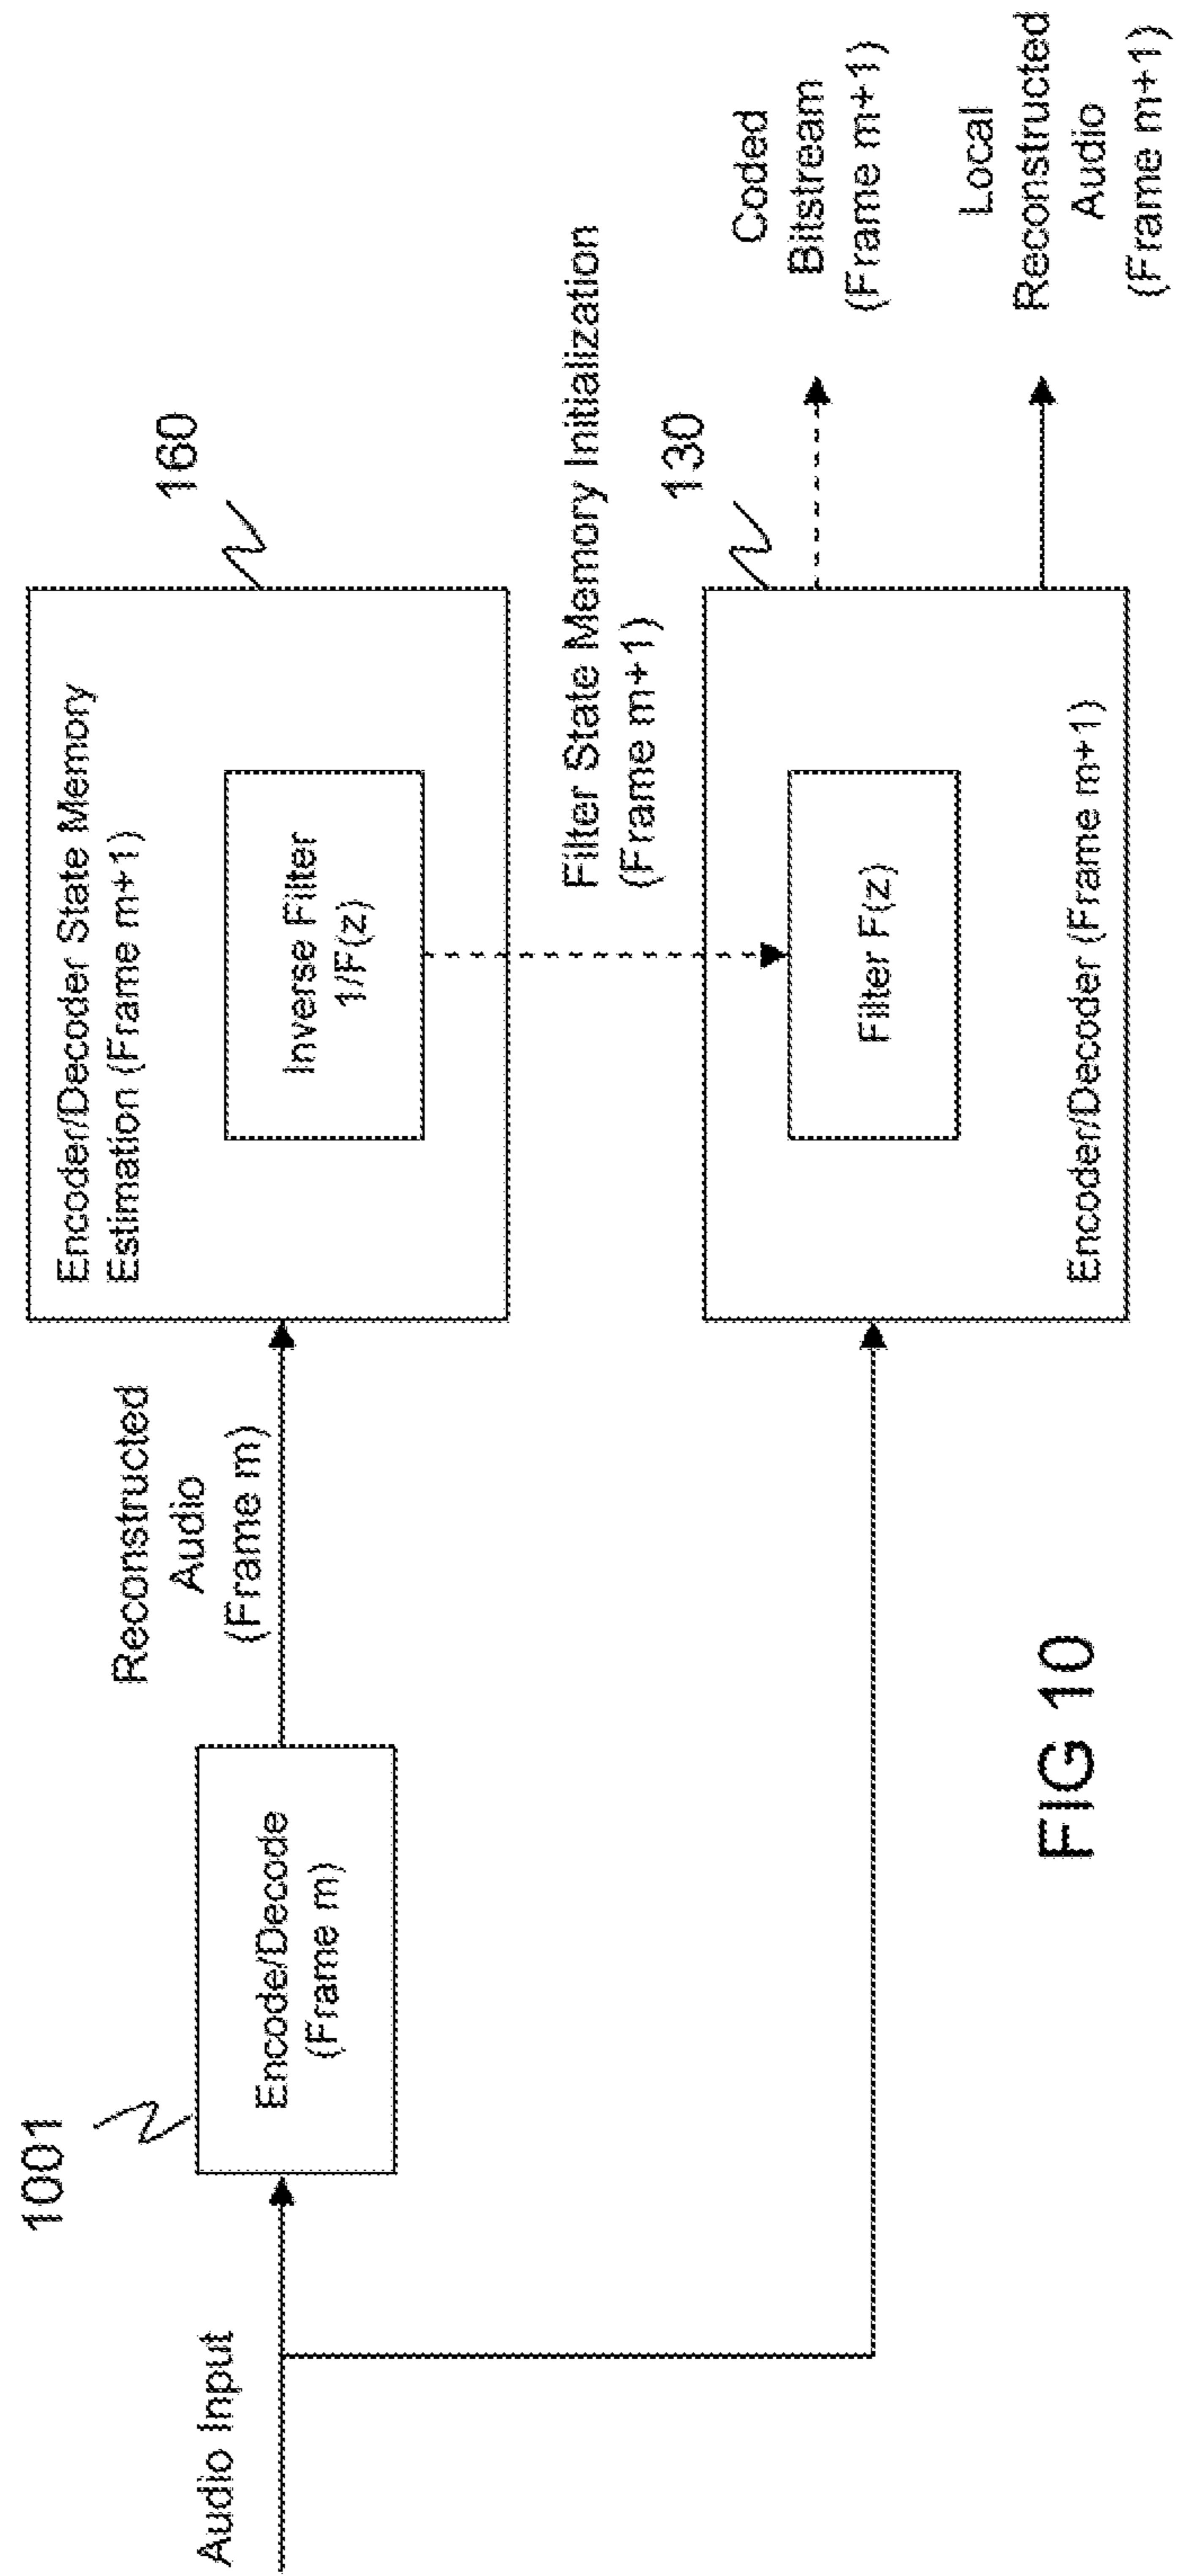 1001
Audio Input
Encode/Decode
(Frame m)
Reconstructed
Audio
(Frame m)
Encoder/Decoder State Memory
Estimation (Frame m+1)
Inverse Filter
1/F(z)
160
Filter State Memory Initialization
(Frame m+1)
130
Filter F(z)
Encoder/Decoder (Frame m+1)
Coded
Bitstream
(Frame m+1)
Local
Reconstructed
Audio
(Frame m+1)
FIG 10